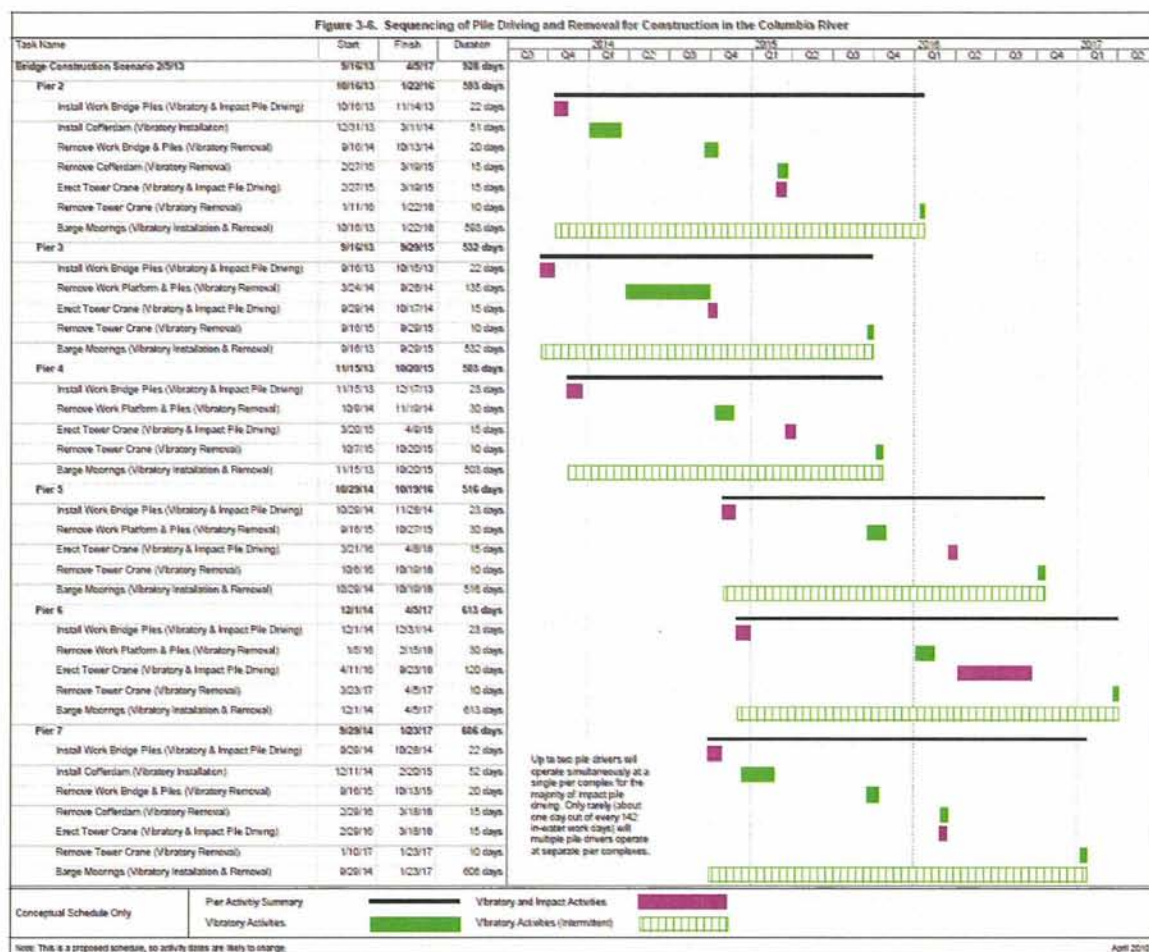 Figure 3-6. Sequencing of Pile Driving and Removal for Construction in the Columbia River
Task Name Start Finish Duration 2014 2015 2016 2017
Q3 Q4 Q1 Q2 Q3 Q4 Q1 Q2 Q3 Q4 Q1 Q2 Q3 Q4 Q1 Q2
Bridge Construction Scenario 2/5/13 9/16/13 4/5/17 928 days
Pier 2 10/16/13 1/22/16 593 days
Install Work Bridge Piles (Vibratory & Impact Pile Driving) 10/16/13 11/14/13 22 days
Install Cofferdam (Vibratory Installation) 12/31/13 3/11/14 51 days
Remove Work Bridge & Piles (Vibratory Removal) 9/16/14 10/13/14 20 days
Remove Cofferdam (Vibratory Removal) 2/27/15 3/19/15 15 days
Erect Tower Crane (Vibratory & Impact Pile Driving) 2/27/15 3/19/15 15 days
Remove Tower Crane (Vibratory Removal) 1/11/16 1/22/16 10 days
Barge Moorings (Vibratory Installation & Removal) 10/16/13 1/22/16 593 days
Pier 3 9/16/13 9/29/15 532 days
Install Work Bridge Piles (Vibratory & Impact Pile Driving) 9/16/13 10/15/13 22 days
Remove Work Platform & Piles (Vibratory Removal) 3/24/14 9/26/14 135 days
Erect Tower Crane (Vibratory & Impact Pile Driving) 9/29/14 10/17/14 15 days
Remove Tower Crane (Vibratory Removal) 9/16/15 9/29/15 10 days
Barge Moorings (Vibratory Installation & Removal) 9/16/13 9/29/15 532 days
Pier 4 11/15/13 10/20/15 503 days
Install Work Bridge Piles (Vibratory & Impact Pile Driving) 11/15/13 12/17/13 23 days
Remove Work Platform & Piles (Vibratory Removal) 10/9/14 11/19/14 30 days
Erect Tower Crane (Vibratory & Impact Pile Driving) 3/20/15 4/9/15 15 days
Remove Tower Crane (Vibratory Removal) 10/7/15 10/20/15 10 days
Barge Moorings (Vibratory Installation & Removal) 11/15/13 10/20/15 503 days
Pier 5 10/29/14 10/19/16 516 days
Install Work Bridge Piles (Vibratory & Impact Pile Driving) 10/29/14 11/28/14 23 days
Remove Work Platform & Piles (Vibratory Removal) 9/16/15 10/27/15 30 days
Erect Tower Crane (Vibratory & Impact Pile Driving) 3/21/16 4/8/16 15 days
Remove Tower Crane (Vibratory Removal) 10/6/16 10/19/16 10 days
Barge Moorings (Vibratory Installation & Removal) 10/29/14 10/19/16 516 days
Pier 6 12/1/14 4/5/17 613 days
Install Work Bridge Piles (Vibratory & Impact Pile Driving) 12/1/14 12/31/14 23 days
Remove Work Platform & Piles (Vibratory Removal) 1/5/16 2/15/16 30 days
Erect Tower Crane (Vibratory & Impact Pile Driving) 4/11/16 9/23/16 120 days
Remove Tower Crane (Vibratory Removal) 3/23/17 4/5/17 10 days
Barge Moorings (Vibratory Installation & Removal) 12/1/14 4/5/17 613 days
Pier 7 9/29/14 1/23/17 606 days
Install Work Bridge Piles (Vibratory & Impact Pile Driving) 9/29/14 10/28/14 22 days
Install Cofferdam (Vibratory Installation) 12/11/14 2/20/15 52 days
Remove Work Bridge & Piles (Vibratory Removal) 9/16/15 10/13/15 20 days
Remove Cofferdam (Vibratory Removal) 2/29/16 3/18/16 15 days
Erect Tower Crane (Vibratory & Impact Pile Driving) 2/29/16 3/18/16 15 days
Remove Tower Crane (Vibratory Removal) 1/10/17 1/23/17 10 days
Barge Moorings (Vibratory Installation & Removal) 9/29/14 1/23/17 606 days
Up to two pile drivers will
operate simultaneously at a
single pier complex for the
majority of impact pile
driving. Only rarely (about
one day out of every 142
in-water work days) will
multiple pile drivers operate
at separate pier complexes.
Conceptual Schedule Only
Pier Activitiy Summary Vibratory and Impact Activities
Vibratory Activities Vibratory Activities (Intermittent)
Note: This is a proposed schedule, so activity dates are likely to change. April 2010